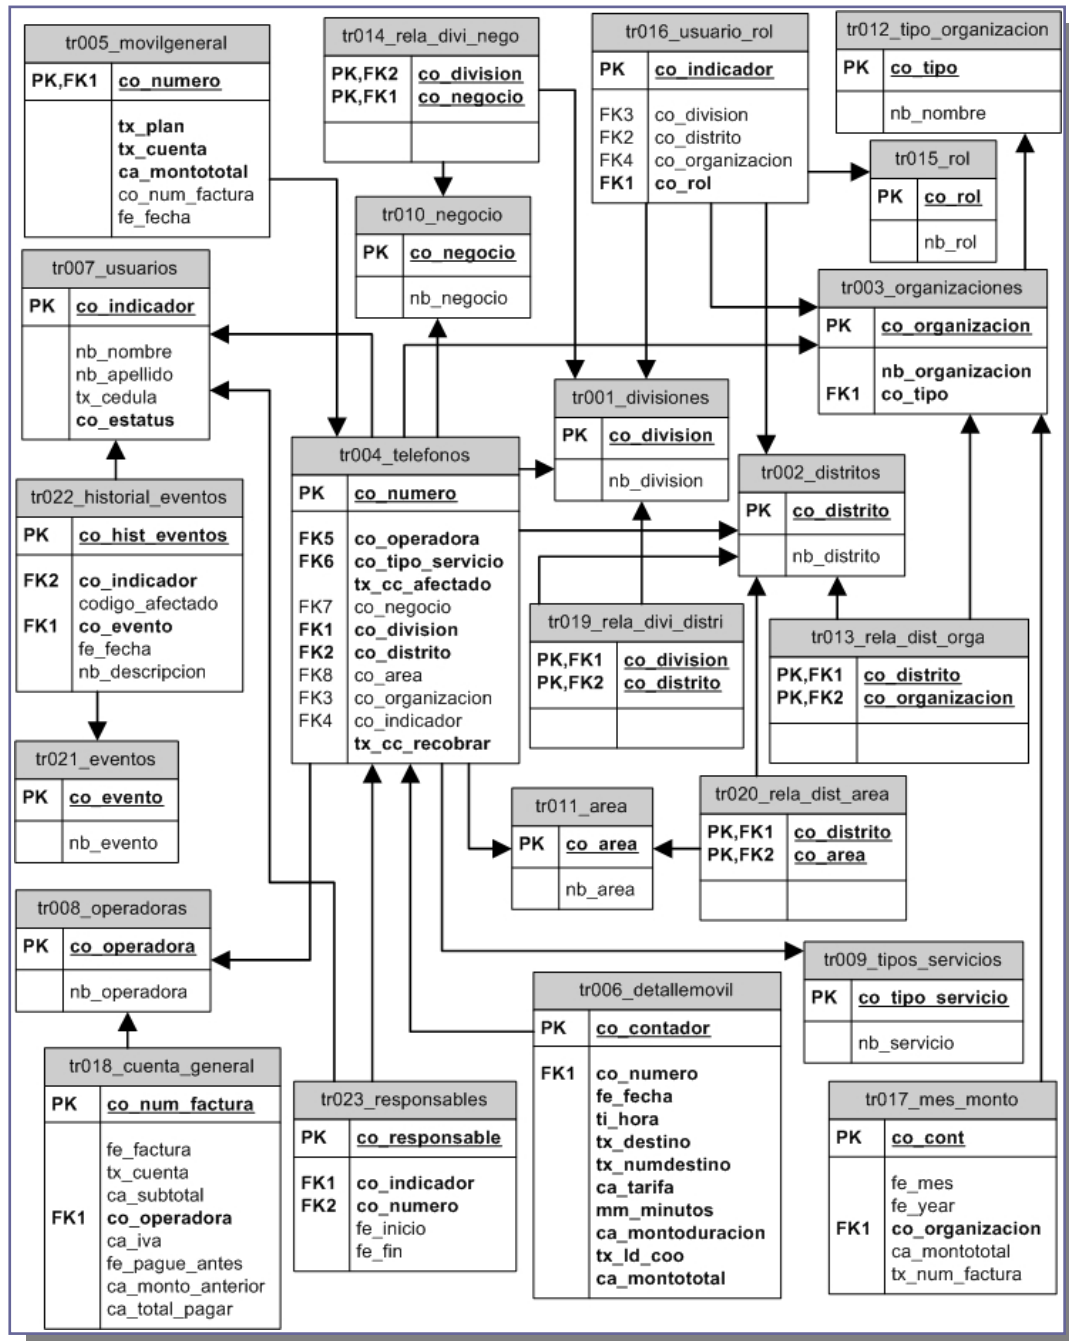 tr005_movilgeneral
PK,FK1 co_numero
tx_plan
tx_cuenta
ca_montototal
co_num_factura
fe_fecha
tr014_rela_divi_nego
PK,FK2 co_division
PK,FK1 co_negocio
tr016_usuario_rol
PK co_indicador
FK3 co_division
FK2 co_distrito
FK4 co_organizacion
FK1 co_rol
tr012_tipo_organizacion
PK co_tipo
nb_nombre
tr015_rol
PK co_rol
nb_rol
tr010_negocio
PK co_negocio
nb_negocio
tr007_usuarios
PK co_indicador
nb_nombre
nb_apellido
tx_cedula
co_estatus
tr003_organizaciones
PK co_organizacion
nb_organizacion
FK1 co_tipo
tr001_divisiones
PK co_division
nb_division
tr004_telefonos
PK co_numero
FK5 co_operadora
FK6 co_tipo_servicio
tx_cc_afectado
FK7 co_negocio
FK1 co_division
FK2 co_distrito
FK8 co_area
FK3 co_organizacion
FK4 co_indicador
tx_cc_recobrar
tr002_distritos
PK co_distrito
nb_distrito
tr022_historial_eventos
PK co_hist_eventos
FK2 co_indicador
codigo_afectado
FK1 co_evento
fe_fecha
nb_descripcion
tr019_rela_divi_distri
PK,FK1 co_division
PK,FK2 co_distrito
tr013_rela_dist_orga
PK,FK1 co_distrito
PK,FK2 co_organizacion
tr021_eventos
PK co_evento
nb_evento
tr011_area
PK co_area
nb_area
tr020_rela_dist_area
PK,FK1 co_distrito
PK,FK2 co_area
tr008_operadoras
PK co_operadora
nb_operadora
tr009_tipos_servicios
PK co_tipo_servicio
nb_servicio
tr006_detallemovil
PK co_contador
FK1 co_numero
fe_fecha
ti_hora
tx_destino
tx_numdestino
ca_tarifa
mm_minutos
ca_montoduracion
tx_ld_coo
ca_montototal
tr018_cuenta_general
PK co_num_factura
fe_factura
tx_cuenta
ca_subtotal
FK1 co_operadora
ca_iva
fe_pague_antes
ca_monto_anterior
ca_total_pagar
tr023_responsables
PK co_responsable
FK1 co_indicador
FK2 co_numero
fe_inicio
fe_fin
tr017_mes_monto
PK co_cont
fe_mes
fe_year
FK1 co_organizacion
ca_montototal
tx_num_factura